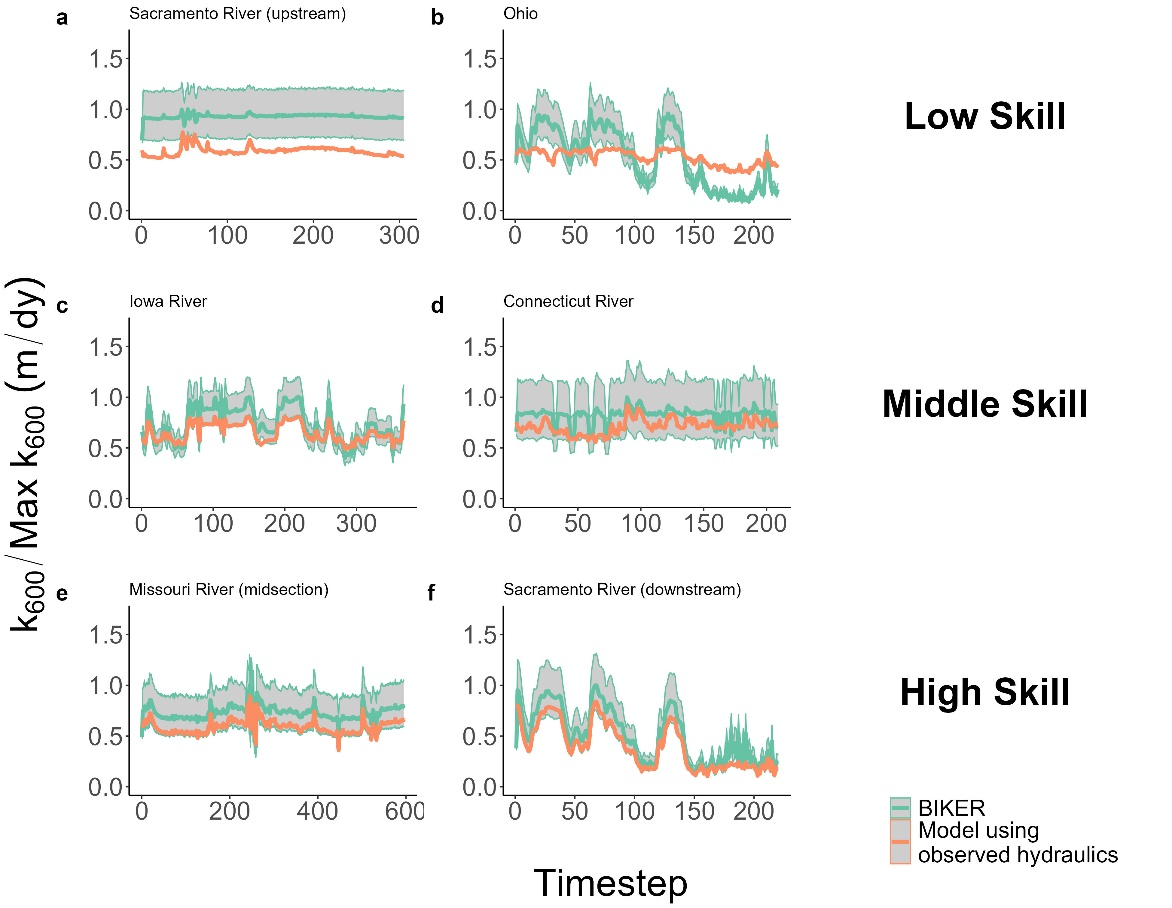 a Sacramento River (upstream)
1.5
1.0
0.5
0.0
0 100 200 300
b Ohio
1.5
1.0
0.5
0.0
0 50 100 150 200
Low Skill
c Iowa River
1.5
1.0
0.5
0.0
0 100 200 300
d Connecticut River
1.5
1.0
0.5
0.0
0 50 100 150 200
Middle Skill
e Missouri River (midsection)
1.5
1.0
0.5
0.0
0 200 400 600
f Sacramento River (downstream)
1.5
1.0
0.5
0.0
0 50 100 150 200
High Skill
k600/Max k600 (m/dy)
Timestep
BIKER
Model using
observed hydraulics